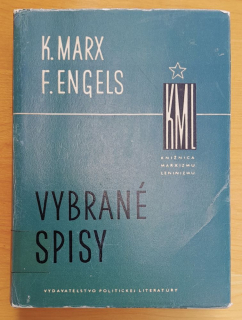 K. MARX
F. ENGELS
KML
KNIŽNICA
MARXIZMU
LENINIZMU
VYBRANÉ
SPISY
VYDAVATEĽSTVO POLITICKEJ LITERATÚRY